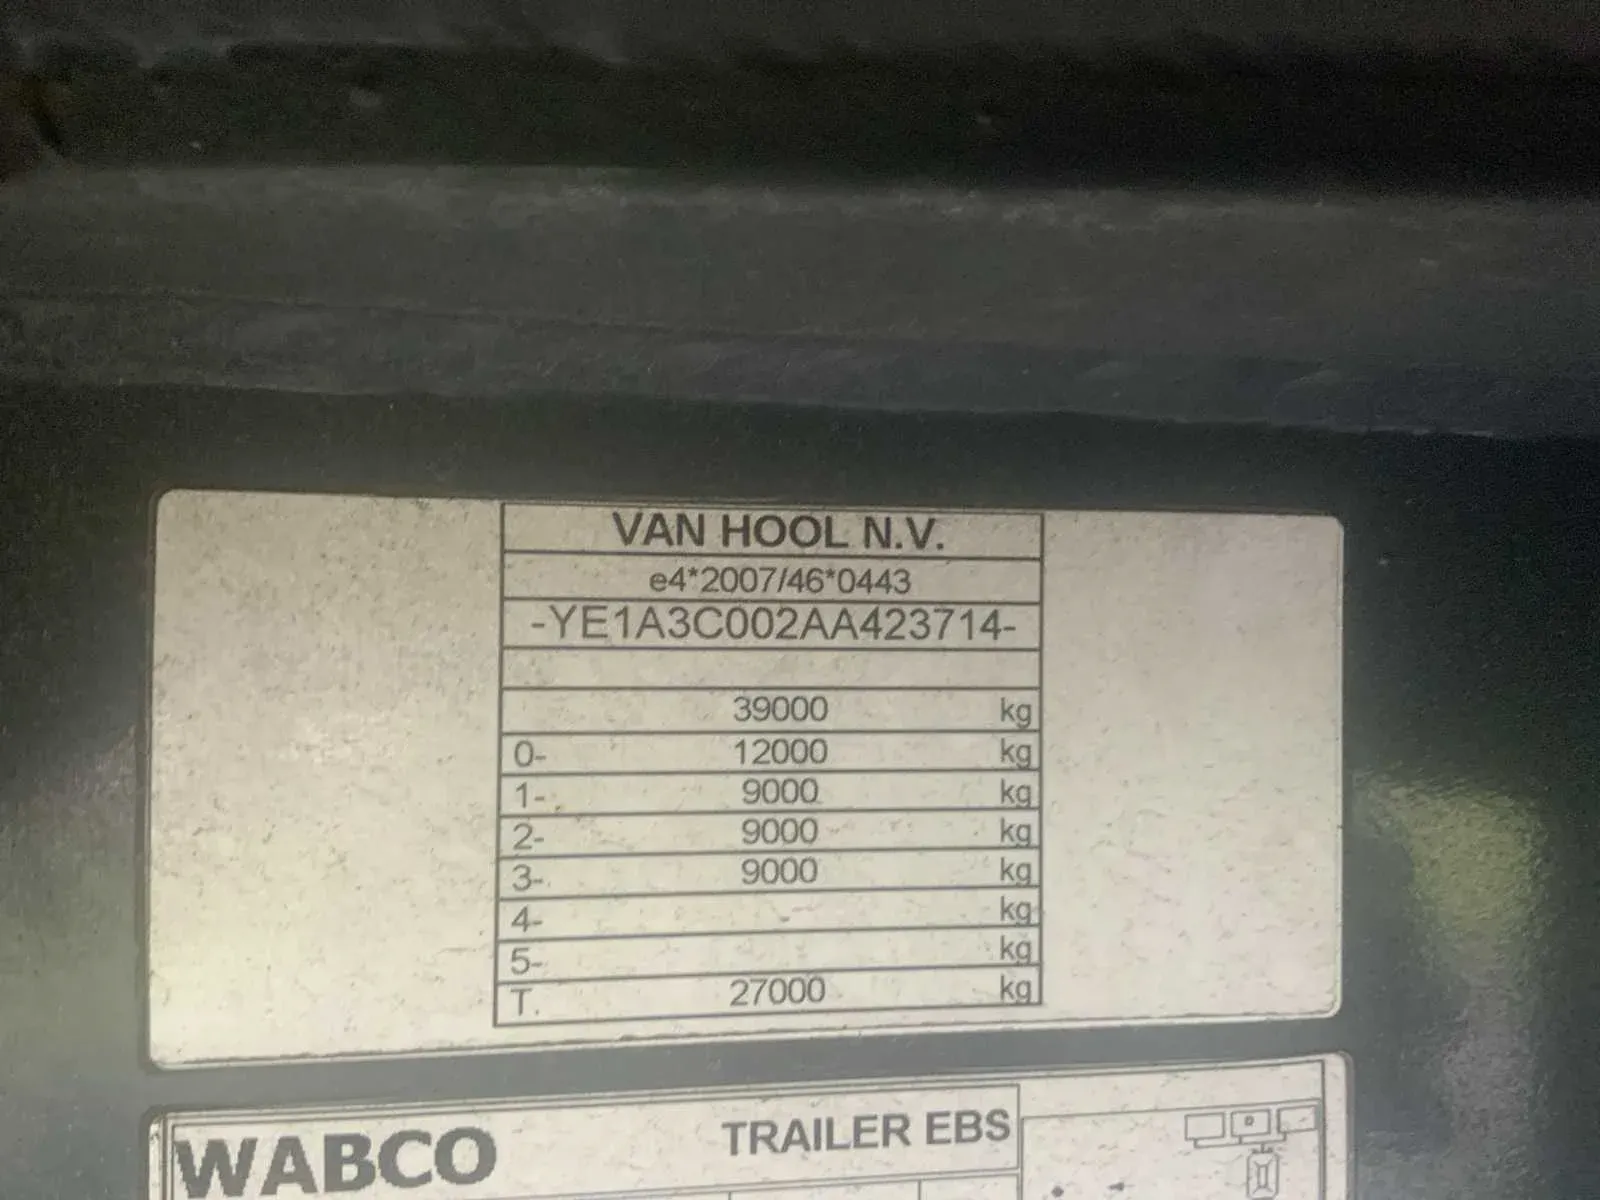 VAN HOOL N.V.
e4*2007/46*0443
-YE1A3C002AA423714-
39000 kg
0- 12000 kg
1- 9000 kg
2- 9000 kg
3- 9000 kg
4- kg
5- kg
T. 27000 kg
WABCO TRAILER EBS